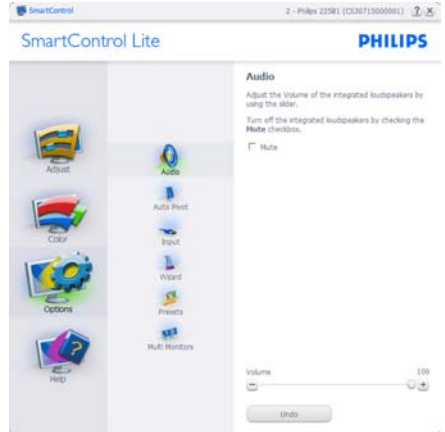 SmartControl
2 - Philips 225B1 (CS30715000001)
SmartControl Lite
PHILIPS
Adjust
Color
Options
Help
Audio
Auto Pivot
Input
Wizard
Presets
Multi Monitors
Audio
Adjust the Volume of the integrated loudspeakers by
using the slider.
Turn off the integrated loudspeakers by checking the
Mute checkbox.
Mute
Volume 100
Undo